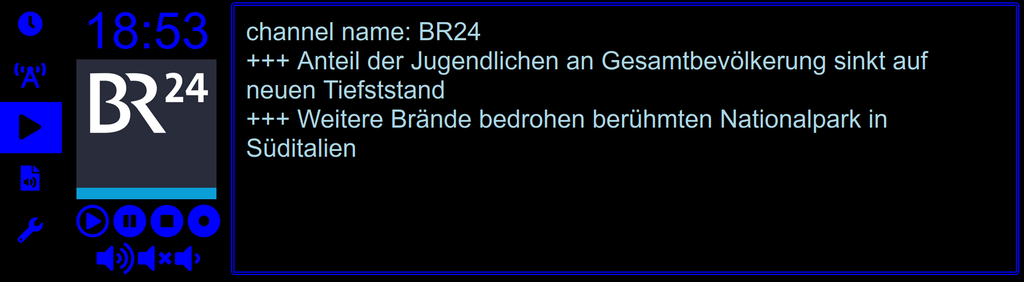 18:53
BR24
channel name: BR24
+++ Anteil der Jugendlichen an Gesamtbevölkerung sinkt auf
neuen Tiefststand
+++ Weitere Brände bedrohen berühmten Nationalpark in
Süditalien